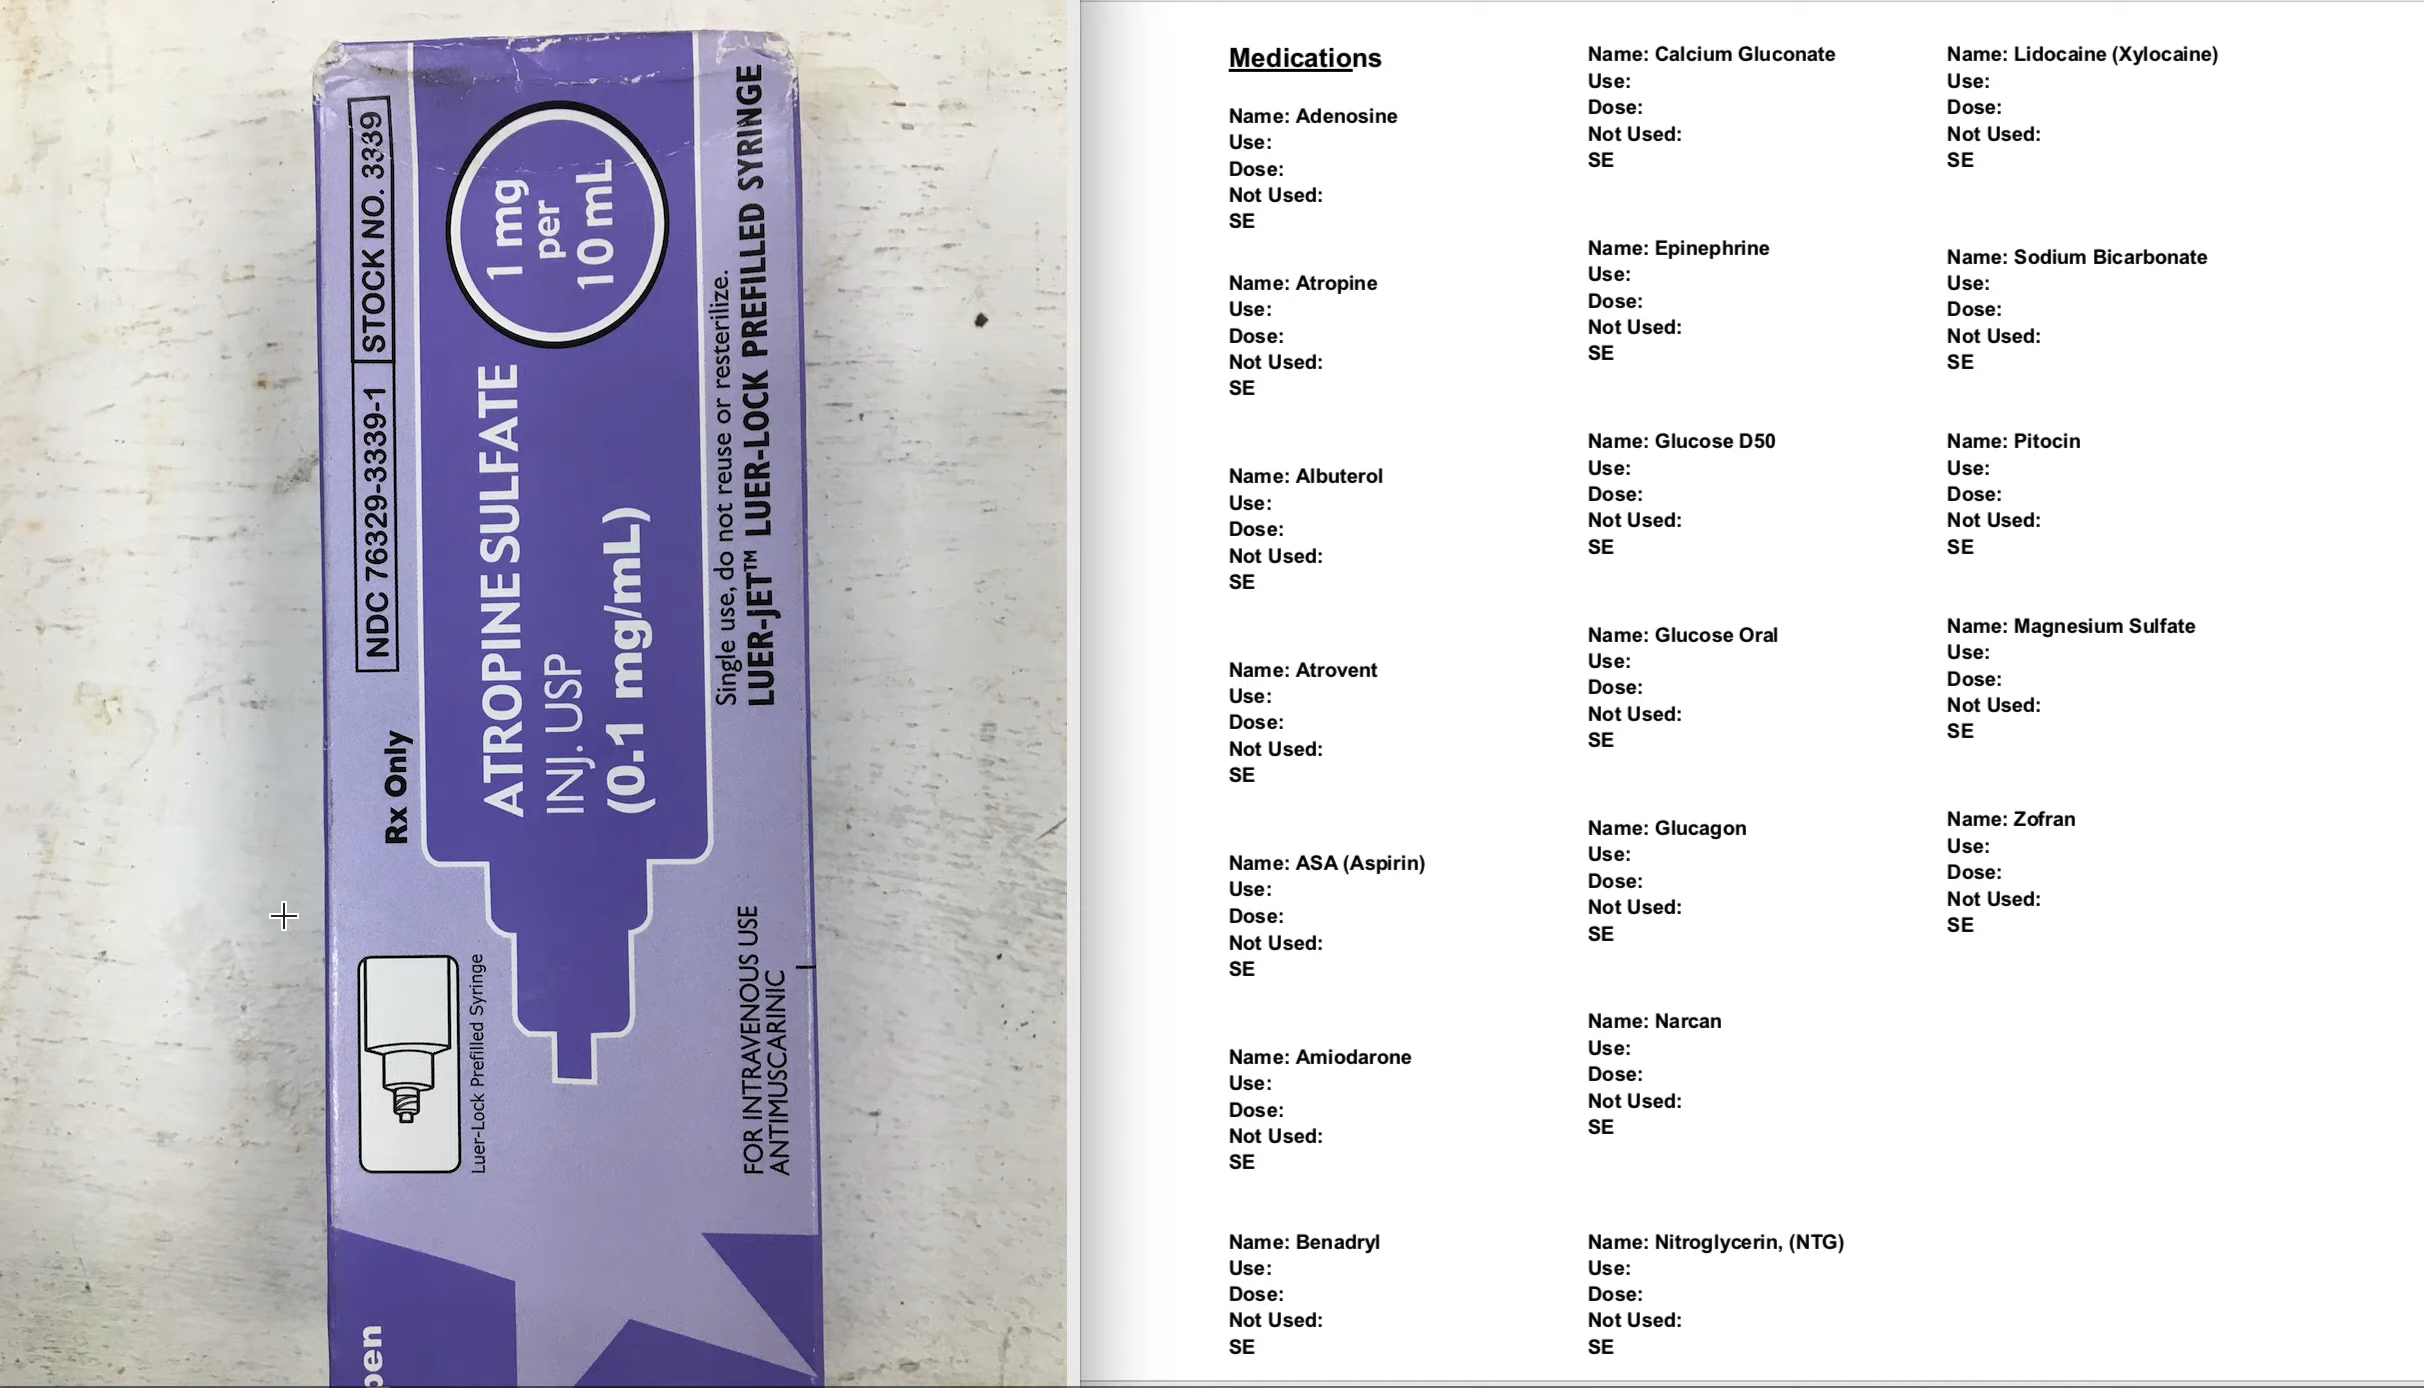 NDC 76329-3339-1 STOCK NO. 3339
Rx Only
ATROPINE SULFATE
INJ. USP
(0.1 mg/mL)
1 mg
per
10 mL
Single use, do not reuse or resterilize.
LUER-JET™ LUER-LOCK PREFILLED SYRINGE
Luer-Lock Prefilled Syringe
FOR INTRAVENOUS USE
ANTIMUSCARINIC
Medications
Name: Adenosine
Use:
Dose:
Not Used:
SE
Name: Atropine
Use:
Dose:
Not Used:
SE
Name: Albuterol
Use:
Dose:
Not Used:
SE
Name: Atrovent
Use:
Dose:
Not Used:
SE
Name: ASA (Aspirin)
Use:
Dose:
Not Used:
SE
Name: Amiodarone
Use:
Dose:
Not Used:
SE
Name: Benadryl
Use:
Dose:
Not Used:
SE
Name: Calcium Gluconate
Use:
Dose:
Not Used:
SE
Name: Epinephrine
Use:
Dose:
Not Used:
SE
Name: Glucose D50
Use:
Dose:
Not Used:
SE
Name: Glucose Oral
Use:
Dose:
Not Used:
SE
Name: Glucagon
Use:
Dose:
Not Used:
SE
Name: Narcan
Use:
Dose:
Not Used:
SE
Name: Nitroglycerin, (NTG)
Use:
Dose:
Not Used:
SE
Name: Lidocaine (Xylocaine)
Use:
Dose:
Not Used:
SE
Name: Sodium Bicarbonate
Use:
Dose:
Not Used:
SE
Name: Pitocin
Use:
Dose:
Not Used:
SE
Name: Magnesium Sulfate
Use:
Dose:
Not Used:
SE
Name: Zofran
Use:
Dose:
Not Used:
SE